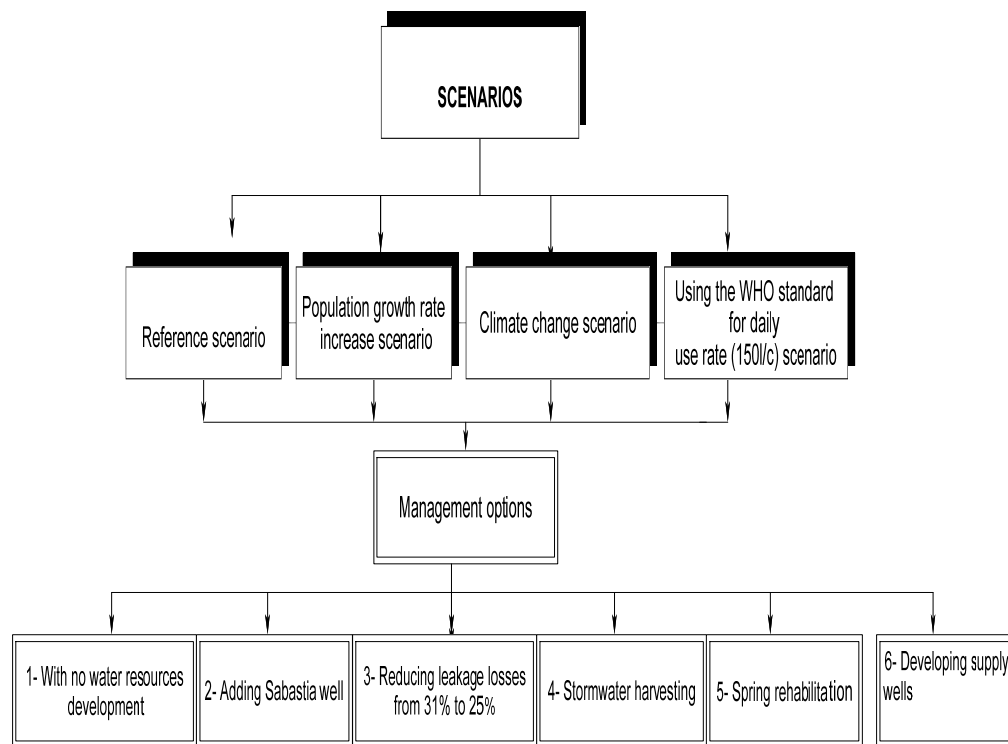 SCENARIOS
Reference scenario
Population growth rate
increase scenario
Climate change scenario
Using the WHO standard
for daily
use rate (150l/c) scenario
Management options
1- With no water resources
development
2- Adding Sabastia well
3- Reducing leakage losses
from 31% to 25%
4- Stormwater harvesting
5- Spring rehabilitation
6- Developing supply
wells